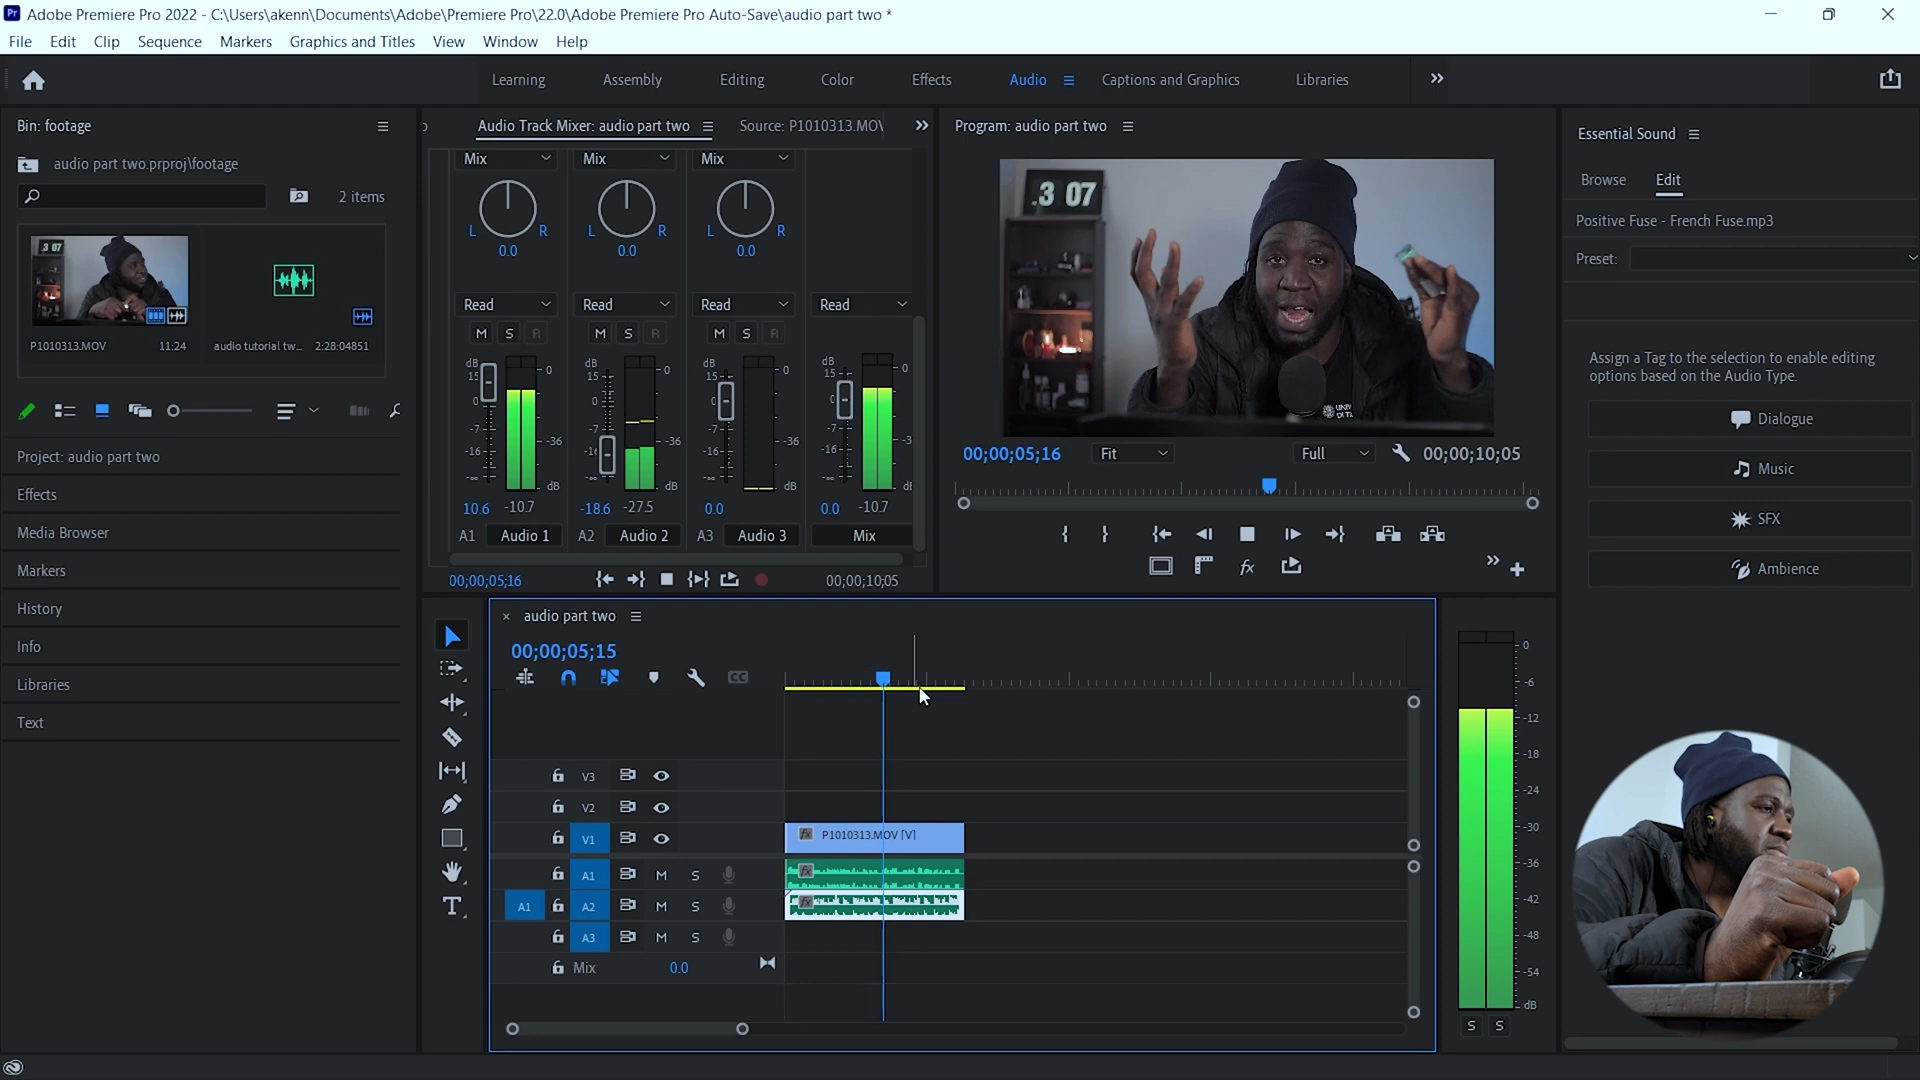 Pr Adobe Premiere Pro 2022 - C:\Users\akenn\Documents\Adobe\Premiere Pro\22.0\Adobe Premiere Pro Auto-Save\audio part two *
File Edit Clip Sequence Markers Graphics and Titles View Window Help
Learning Assembly Editing Color Effects Audio Captions and Graphics Libraries
Bin: footage
audio part two.prproj\footage
2 items
P1010313.MOV 11:24
audio tutorial tw... 2:28:04851
Project: audio part two
Effects
Media Browser
Markers
History
Info
Libraries
Text
Audio Track Mixer: audio part two Source: P1010313.MOV
Mix Mix Mix
L R L R L R
0.0 0.0 0.0
Read Read Read Read
M S R M S R M S R
dB 0 dB 0 dB 0 dB 0
15 15 15 15
0 0 0 0
-7 -36 -7 -36 -7 -36 -7 -3
-16 -16 -16 -16
dB dB dB
10.6 -10.7 -18.6 -27.5 0.0 0.0 -10.7
A1 Audio 1 A2 Audio 2 A3 Audio 3 Mix
00;00;05;16 00;00;10;05
Program: audio part two
.3 07
00;00;05;16 Fit Full 00;00;10;05
fx
Essential Sound
Browse Edit
Positive Fuse - French Fuse.mp3
Preset:
Assign a Tag to the selection to enable editing
options based on the Audio Type.
Dialogue
Music
SFX
Ambience
× audio part two
00;00;05;15
CC
V3
V2
V1 fx P1010313.MOV [V]
A1 M S fx
A1 A2 M S fx
A3 M S
Mix 0.0
T
0
-6
-12
-18
-24
-30
-36
-42
-48
-54
dB
S S